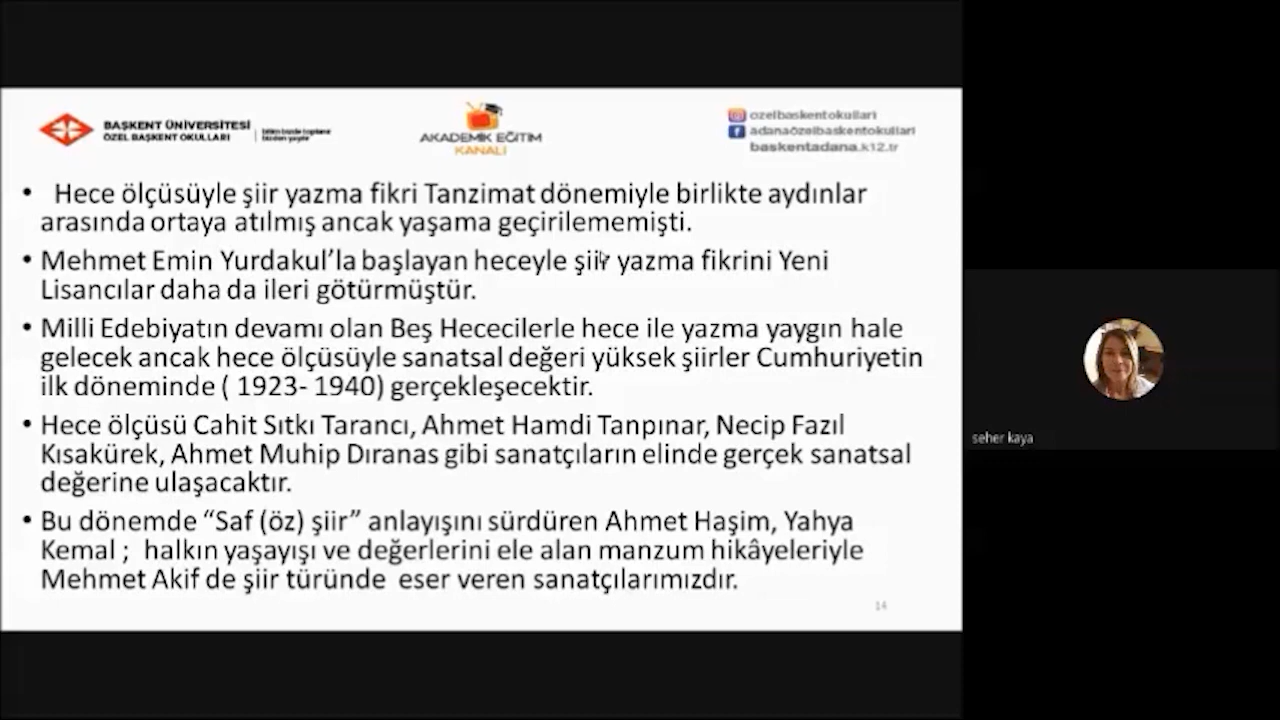 BAŞKENT ÜNİVERSİTESİ
ÖZEL BAŞKENT OKULLARI
bilim bizde toplanır
bizden yayılır
AKADEMİK EĞİTİM
KANALI
ozelbaskentokullari
adanaözelbaskentokullari
baskentadana.k12.tr
• Hece ölçüsüyle şiir yazma fikri Tanzimat dönemiyle birlikte aydınlar
arasında ortaya atılmış ancak yaşama geçirilememişti.
• Mehmet Emin Yurdakul’la başlayan heceyle şiir yazma fikrini Yeni
Lisancılar daha da ileri götürmüştür.
• Milli Edebiyatın devamı olan Beş Hececilerle hece ile yazma yaygın hale
gelecek ancak hece ölçüsüyle sanatsal değeri yüksek şiirler Cumhuriyetin
ilk döneminde ( 1923- 1940) gerçekleşecektir.
• Hece ölçüsü Cahit Sıtkı Tarancı, Ahmet Hamdi Tanpınar, Necip Fazıl
Kısakürek, Ahmet Muhip Dıranas gibi sanatçıların elinde gerçek sanatsal
değerine ulaşacaktır.
• Bu dönemde “Saf (öz) şiir” anlayışını sürdüren Ahmet Haşim, Yahya
Kemal ; halkın yaşayışı ve değerlerini ele alan manzum hikâyeleriyle
Mehmet Akif de şiir türünde eser veren sanatçılarımızdır.
14
seher kaya